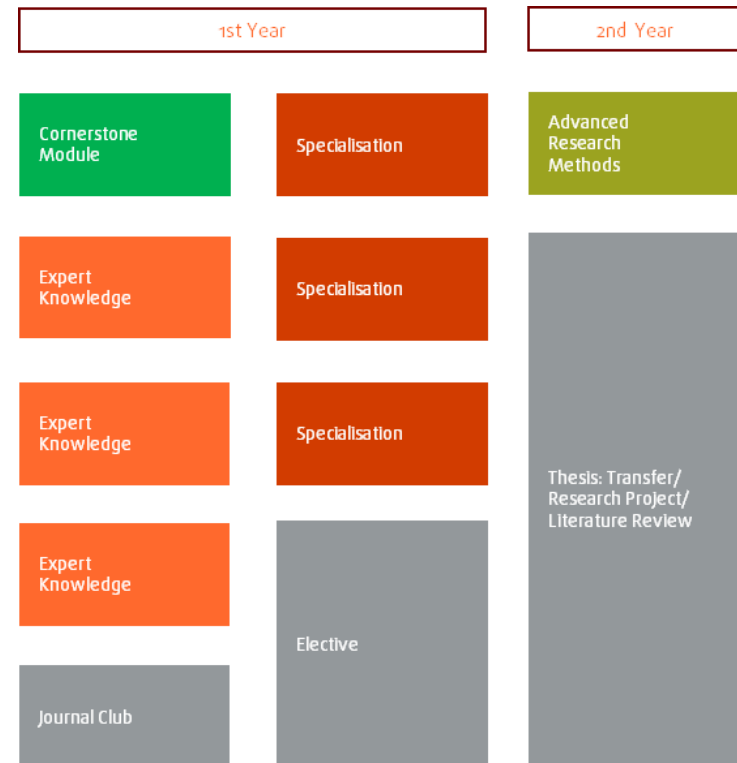 1st Year
2nd Year
Cornerstone
Module
Specialisation
Advanced
Research
Methods
Expert
Knowledge
Specialisation
Expert
Knowledge
Specialisation
Thesis: Transfer/
Research Project/
Literature Review
Expert
Knowledge
Elective
Journal Club